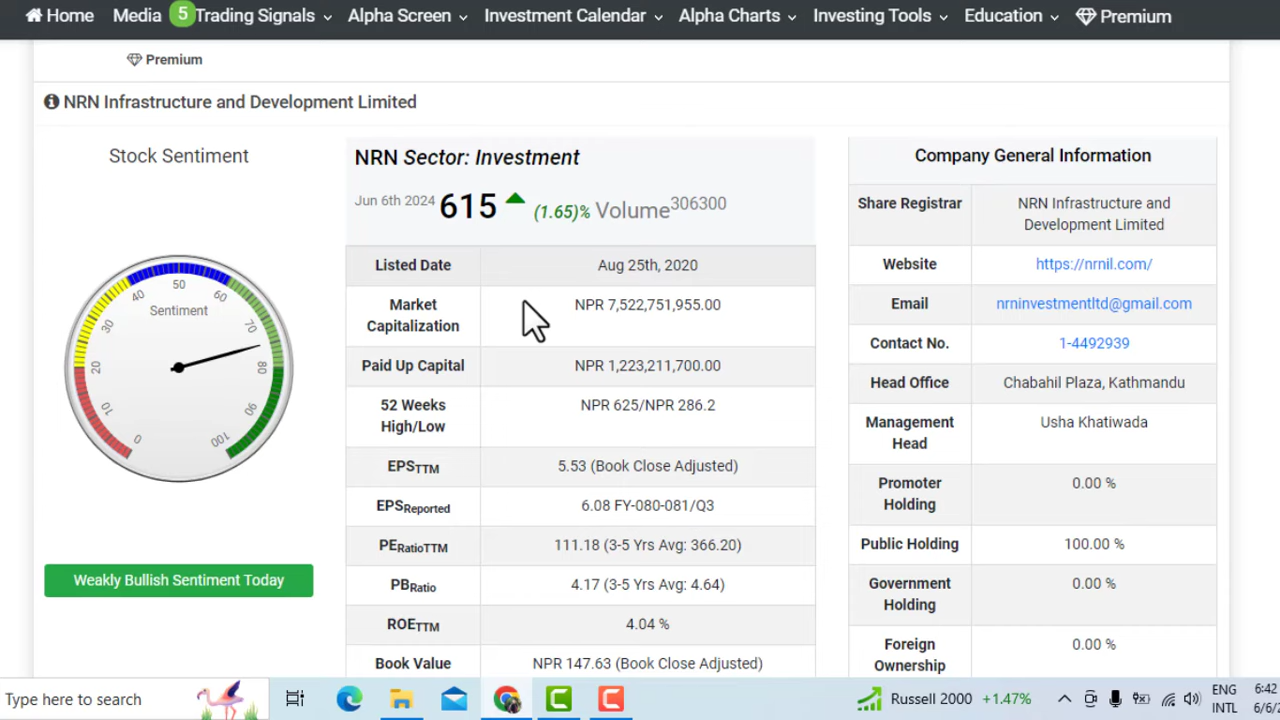 Home Media 5 Trading Signals Alpha Screen Investment Calendar Alpha Charts Investing Tools Education Premium
Premium
NRN Infrastructure and Development Limited
Stock Sentiment
0
10
20
30
40
50
60
70
80
90
100
Sentiment
Weakly Bullish Sentiment Today
NRN Sector: Investment
Jun 6th 2024 615 (1.65)% Volume 306300
Listed Date Aug 25th, 2020
Market NPR 7,522,751,955.00
Capitalization
Paid Up Capital NPR 1,223,211,700.00
52 Weeks NPR 625/NPR 286.2
High/Low
EPSTTM 5.53 (Book Close Adjusted)
EPSReported 6.08 FY-080-081/Q3
PERatioTTM 111.18 (3-5 Yrs Avg: 366.20)
PBRatio 4.17 (3-5 Yrs Avg: 4.64)
ROETTM 4.04 %
Book Value NPR 147.63 (Book Close Adjusted)
Company General Information
Share Registrar NRN Infrastructure and
Development Limited
Website https://nrnil.com/
Email nrninvestmentltd@gmail.com
Contact No. 1-4492939
Head Office Chabahil Plaza, Kathmandu
Management Usha Khatiwada
Head
Promoter 0.00 %
Holding
Public Holding 100.00 %
Government 0.00 %
Holding
Foreign 0.00 %
Ownership
Type here to search Russell 2000 +1.47% ENG 6:42
INTL 6/6/2